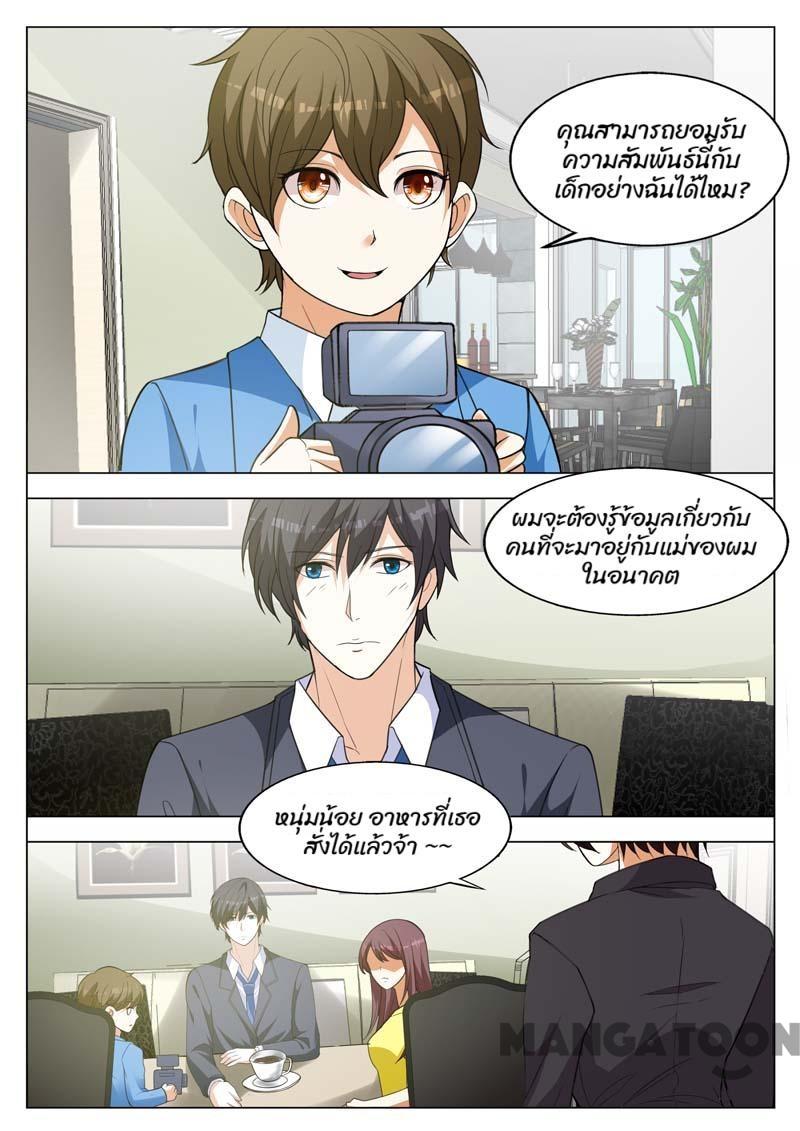 คุณสามารถยอมรับ
ความสัมพันธ์นี้กับ
เด็กอย่างฉันได้ไหม?
ผมจะต้องรู้ข้อมูลเกี่ยวกับ
คนที่จะมาอยู่กับแม่ของผม
ในอนาคต
หนุ่มน้อย อาหารที่เธอ
สั่งได้แล้วจ้า ~~
MANGATOON